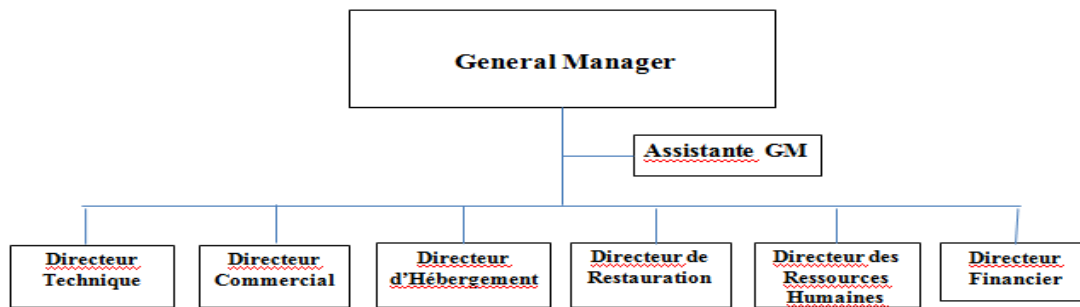 General Manager
Assistante GM
Directeur
Technique
Directeur
Commercial
Directeur
d'Hébergement
Directeur de
Restauration
Directeur des
Ressources
Humaines
Directeur
Financier